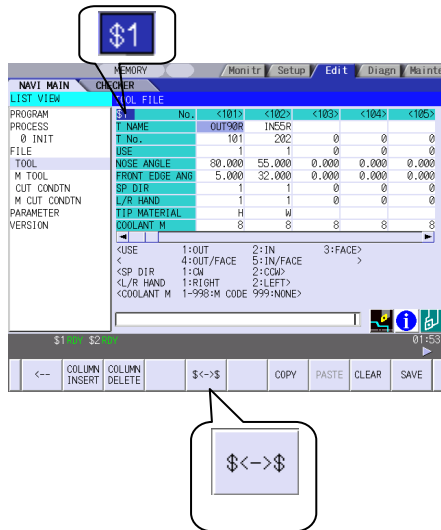 $1
MEMORY Monitr Setup Edit Diagn Mainte
NAVI MAIN CHECKER
LIST VIEW TOOL FILE
PROGRAM $1 No. <101> <102> <103> <104> <105>
PROCESS T NAME OUT90R IN55R
0 INIT T No. 101 202 0 0 0
FILE USE 1 1 0 0 0
TOOL NOSE ANGLE 80.000 55.000 0.000 0.000 0.000
M TOOL FRONT EDGE ANG 5.000 32.000 0.000 0.000 0.000
CUT CONDTN SP DIR 1 1 0 0 0
M CUT CONDTN L/R HAND 1 1 0 0 0
PARAMETER TIP MATERIAL H W
VERSION COOLANT M 8 8 8 8 8
<USE 1:OUT 2:IN 3:FACE>
< 4:OUT/FACE 5:IN/FACE >
<SP DIR 1:CW 2:CCW>
<L/R HAND 1:RIGHT 2:LEFT>
<COOLANT M 1-998:M CODE 999:NONE>
$1 RDY $2 RDY 01:53
<-- COLUMN INSERT COLUMN DELETE $<->$ COPY PASTE CLEAR SAVE
$<->$